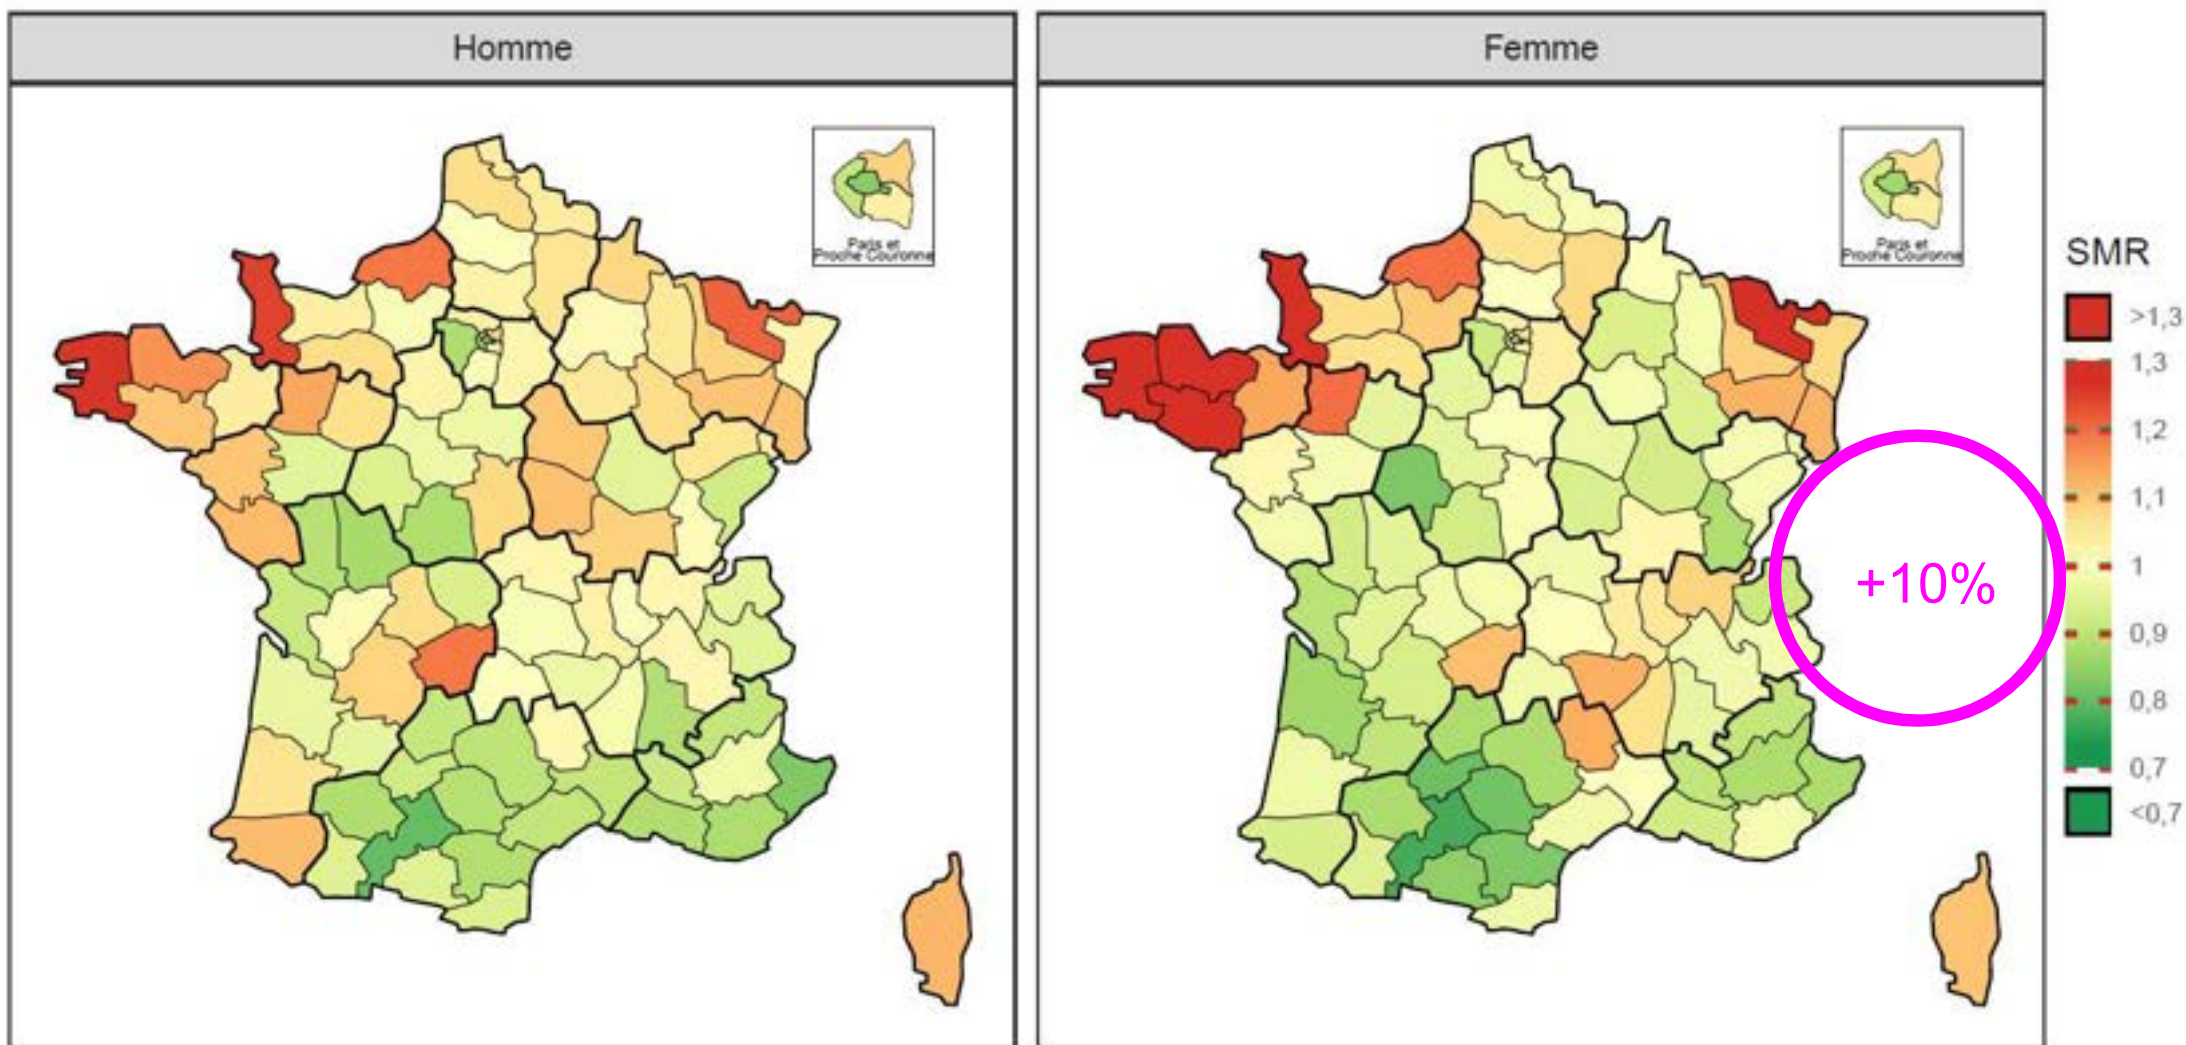 Homme
Femme
Paris et
Proche Couronne
Paris et
Proche Couronne
SMR
>1,3
1,3
1,2
1,1
1
0,9
0,8
0,7
<0,7
+10%